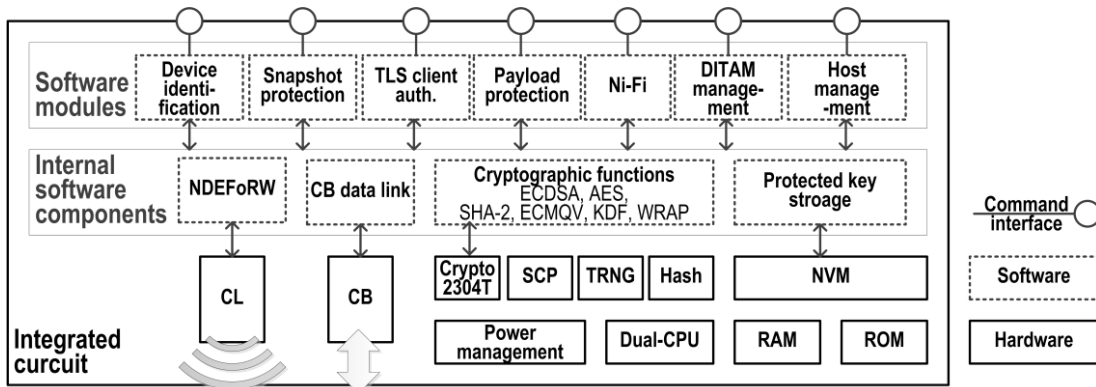 Software
modules
Device
identi-
fication
Snapshot
protection
TLS client
auth.
Payload
protection
Ni-Fi
DITAM
manage-
ment
Host
manage
-ment
Internal
software
components
NDEFoRW
CB data link
Cryptographic functions
ECDSA, AES,
SHA-2, ECMQV, KDF, WRAP
Protected key
stroage
CL
CB
Crypto
2304T
SCP
TRNG
Hash
NVM
Power
management
Dual-CPU
RAM
ROM
Integrated
curcuit
Command
interface
Software
Hardware